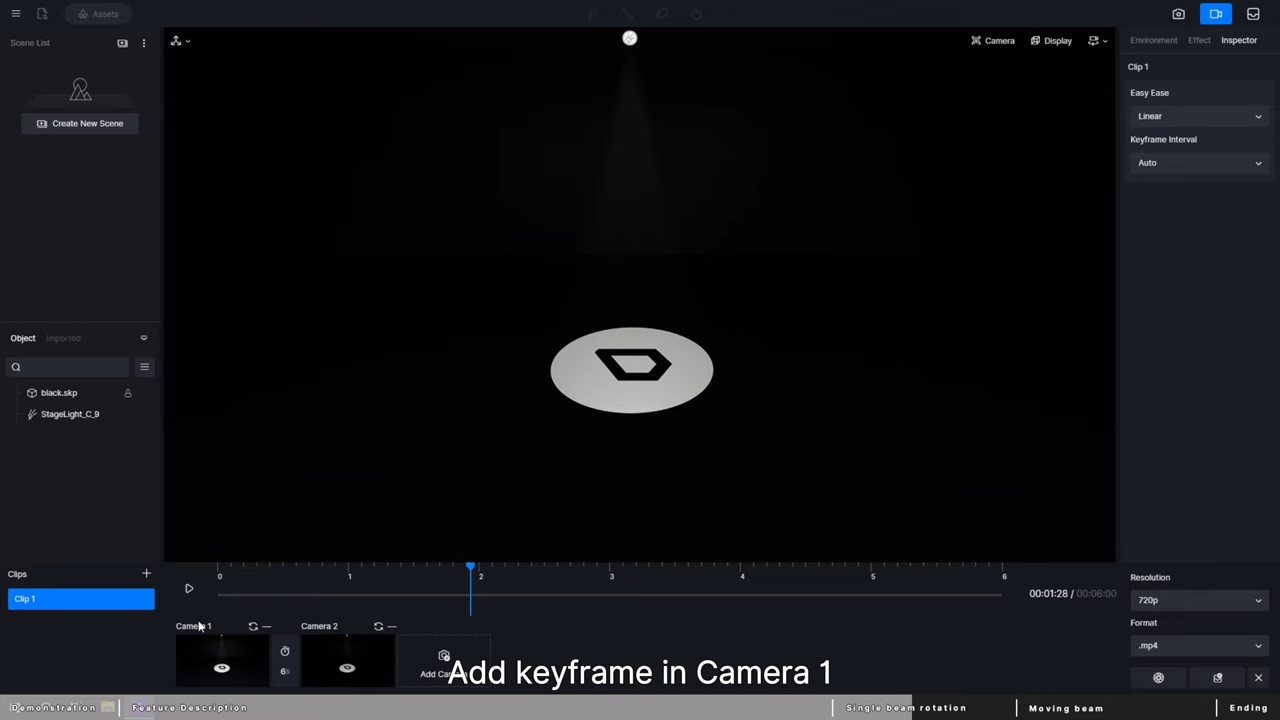 Assets
Scene List
Create New Scene
Object Imported
black.skp
StageLight_C_9
Camera Display
Environment Effect Inspector
Clip 1
Easy Ease
Linear
Keyframe Interval
Auto
Clips
Clip 1
0 1 2 3 4 5 6
00:01:28 / 00:06:00
Camera 1
Camera 2
6s
Add Ca
Resolution
720p
Format
.mp4
Add keyframe in Camera 1
Demonstration Feature Description Single beam rotation Moving beam Ending